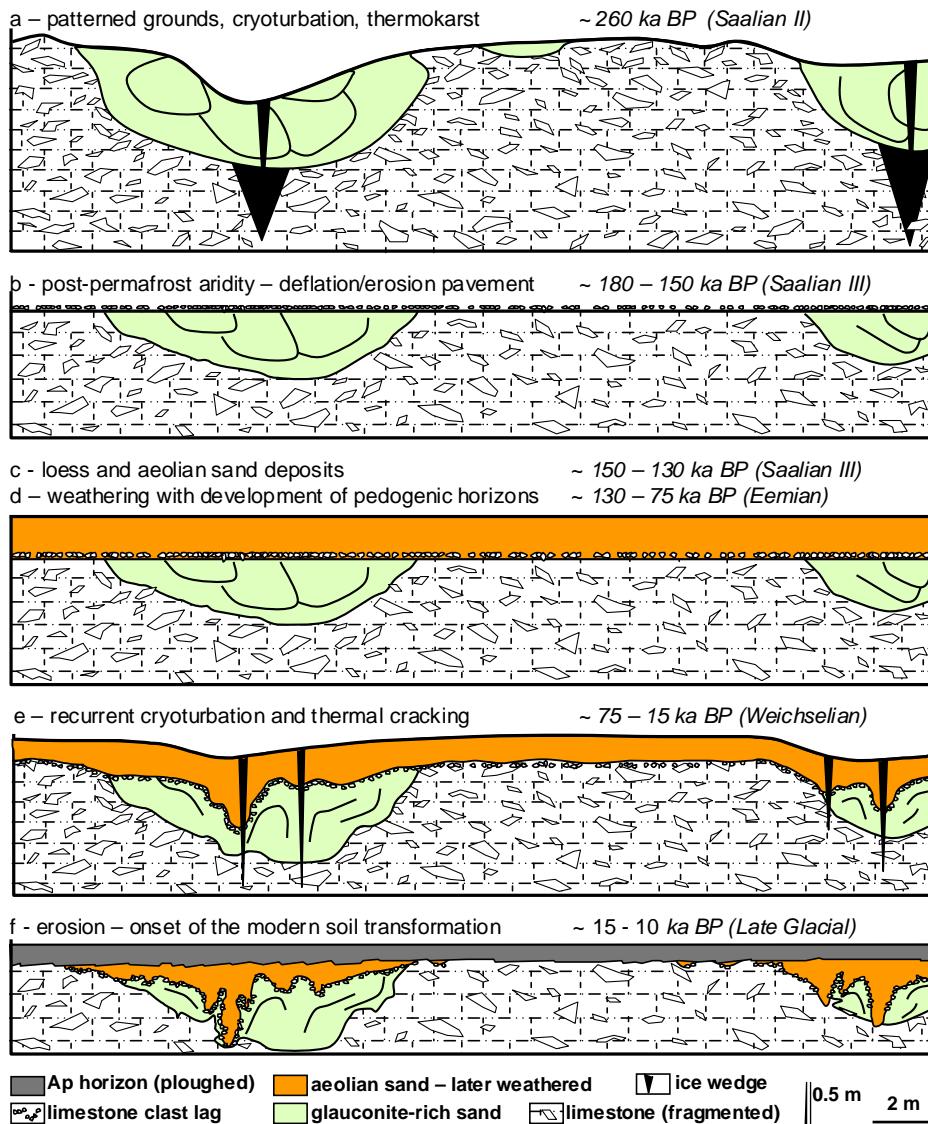 a – patterned grounds, cryoturbation, thermokarst ~ 260 ka BP (Saalian II)
b - post-permafrost aridity – deflation/erosion pavement ~ 180 – 150 ka BP (Saalian III)
c - loess and aeolian sand deposits ~ 150 – 130 ka BP (Saalian III)
d – weathering with development of pedogenic horizons ~ 130 – 75 ka BP (Eemian)
e – recurrent cryoturbation and thermal cracking ~ 75 – 15 ka BP (Weichselian)
f - erosion – onset of the modern soil transformation ~ 15 - 10 ka BP (Late Glacial)
Ap horizon (ploughed) aeolian sand – later weathered ice wedge 0.5 m
limestone clast lag glauconite-rich sand limestone (fragmented) 2 m